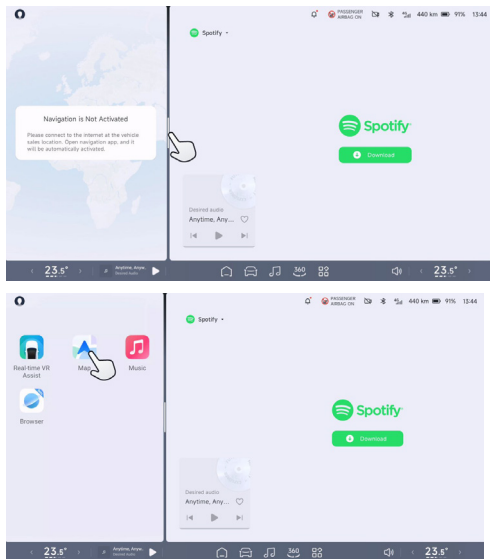 PASSENGER
AIRBAG ON
440 km
91%
13:44
Spotify
Navigation is Not Activated
Please connect to the internet at the vehicle
sales location. Open navigation app, and it
will be automatically activated.
Spotify
Download
Desired audio
Anytime, Any...
23.5°
Anytime, Anyw.
Desired Audio
360
23.5°
PASSENGER
AIRBAG ON
440 km
91%
13:44
Spotify
Real-time VR
Assist
Map
Music
Browser
Spotify
Download
Desired audio
Anytime, Any...
23.5°
Anytime, Anyw.
Desired Audio
360
23.5°